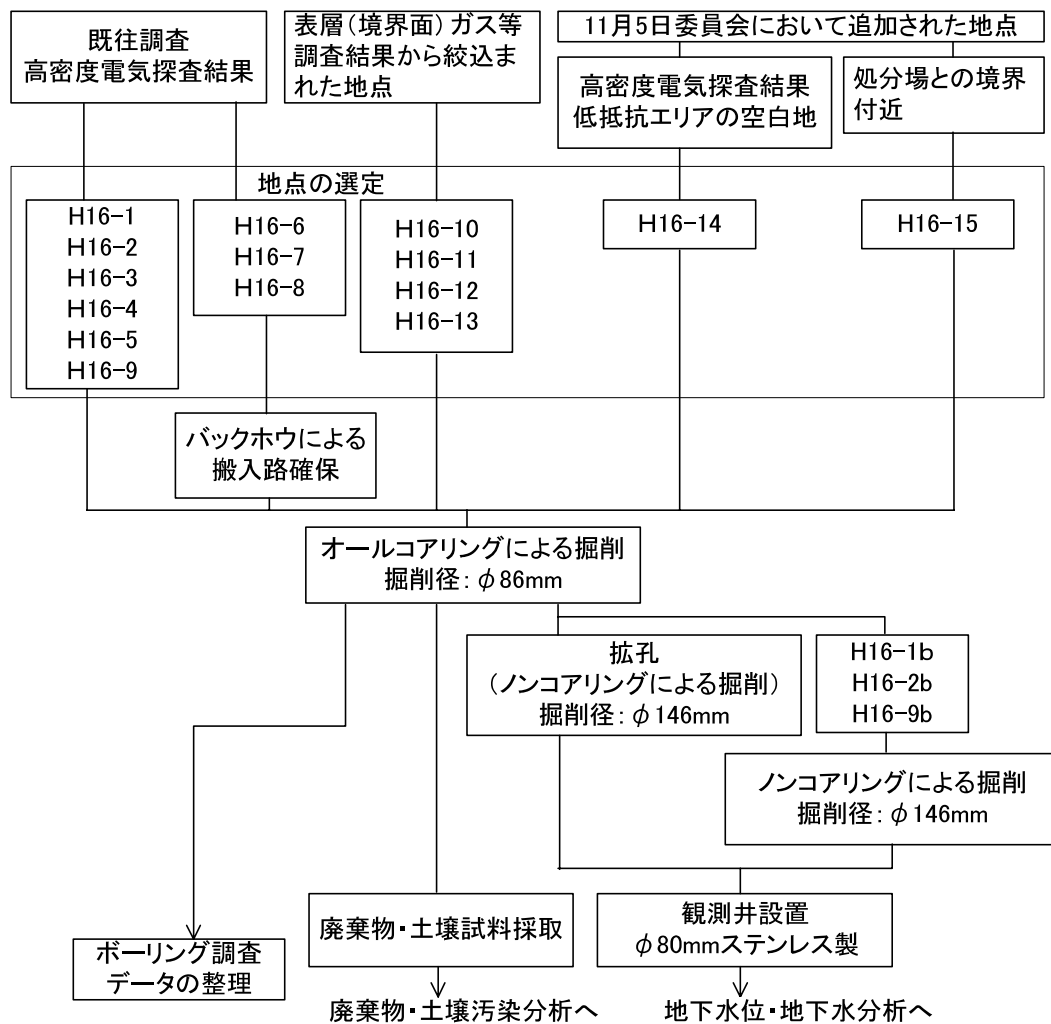 既往調査
高密度電気探査結果
表層（境界面）ガス等
調査結果から絞込ま
れた地点
11月5日委員会において追加された地点
高密度電気探査結果
低抵抗エリアの空白地
処分場との境界
付近
地点の選定
H16-1
H16-2
H16-3
H16-4
H16-5
H16-9
H16-6
H16-7
H16-8
H16-10
H16-11
H16-12
H16-13
H16-14
H16-15
バックホウによる
搬入路確保
オールコアリングによる掘削
掘削径：φ86mm
拡孔
（ノンコアリングによる掘削）
掘削径：φ146mm
H16-1b
H16-2b
H16-9b
ノンコアリングによる掘削
掘削径：φ146mm
ボーリング調査
データの整理
廃棄物・土壌試料採取
観測井設置
φ80mmステンレス製
廃棄物・土壌汚染分析へ
地下水位・地下水分析へ